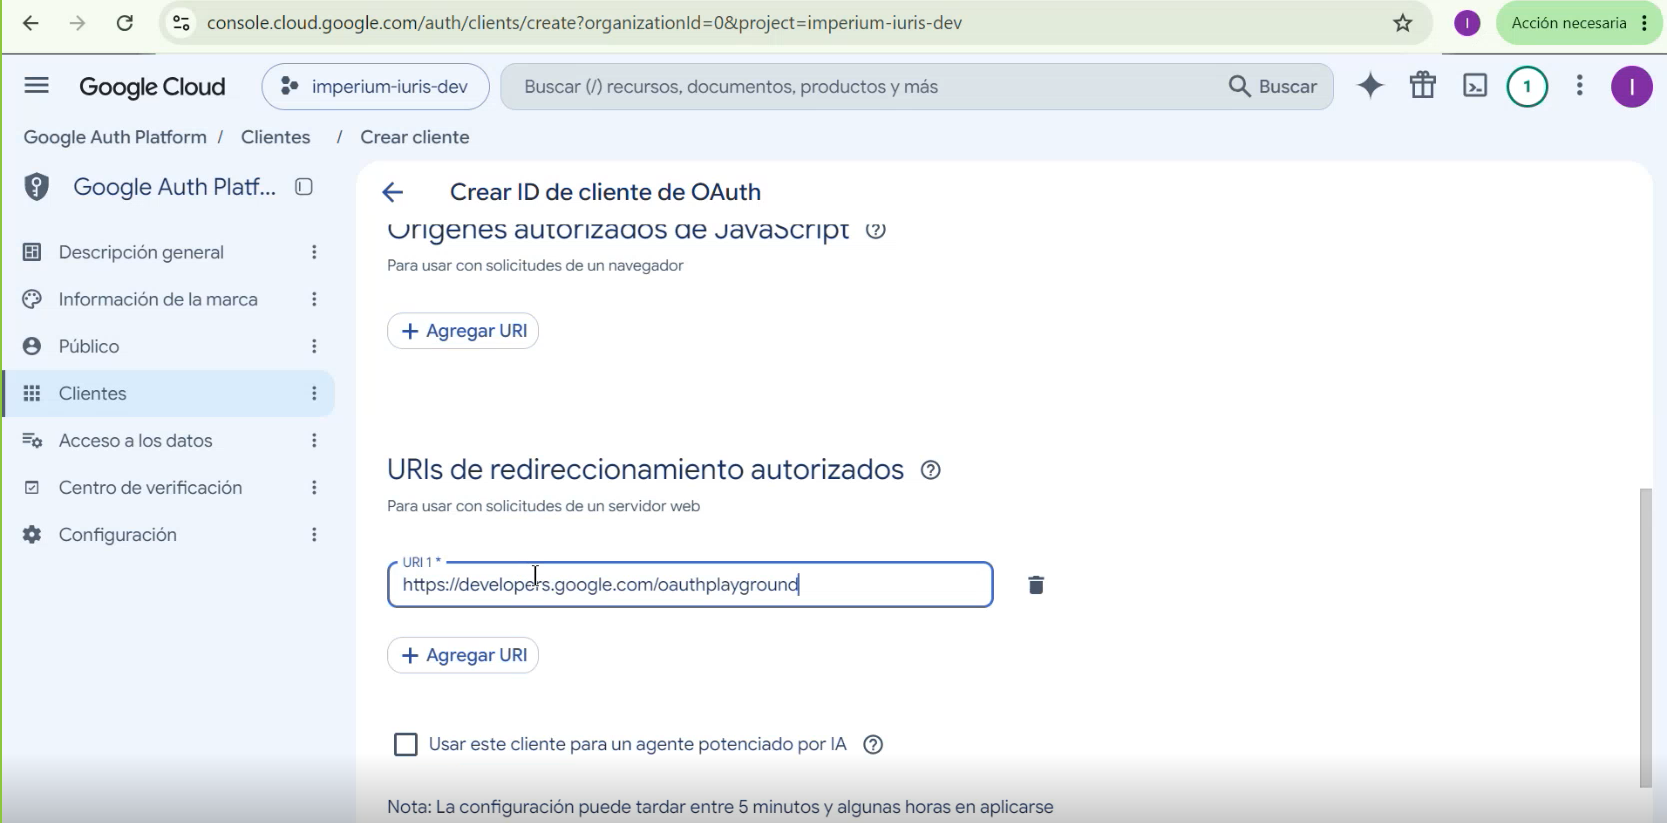 console.cloud.google.com/auth/clients/create?organizationId=0&project=imperium-iuris-dev
I
Acción necesaria
Google Cloud
imperium-iuris-dev
Buscar (/) recursos, documentos, productos y más
Buscar
1
I
Google Auth Platform / Clientes / Crear cliente
Google Auth Platf...
Crear ID de cliente de OAuth
Orígenes autorizados de JavaScript
Para usar con solicitudes de un navegador
Descripción general
Información de la marca
+ Agregar URI
Público
Clientes
Acceso a los datos
Centro de verificación
Configuración
URIs de redireccionamiento autorizados
Para usar con solicitudes de un servidor web
URI 1 *
https://developers.google.com/oauthplayground
+ Agregar URI
Usar este cliente para un agente potenciado por IA
Nota: La configuración puede tardar entre 5 minutos y algunas horas en aplicarse